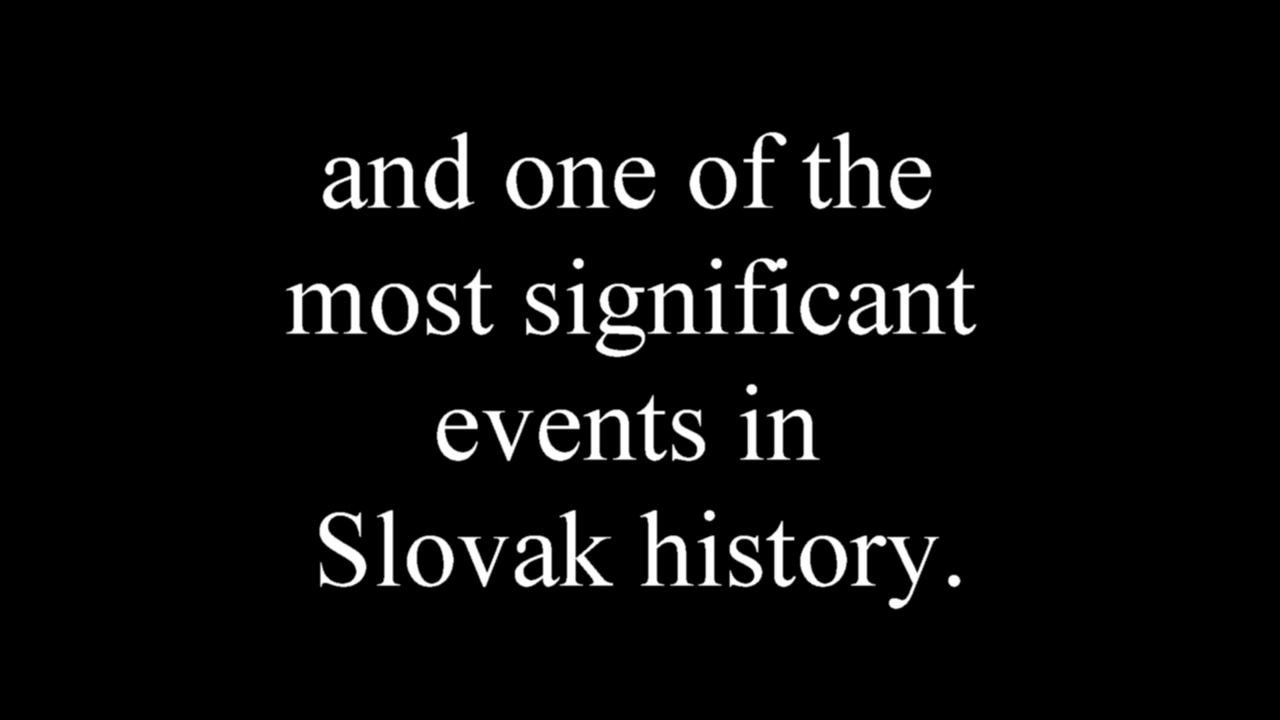 and one of the
most significant
events in
Slovak history.